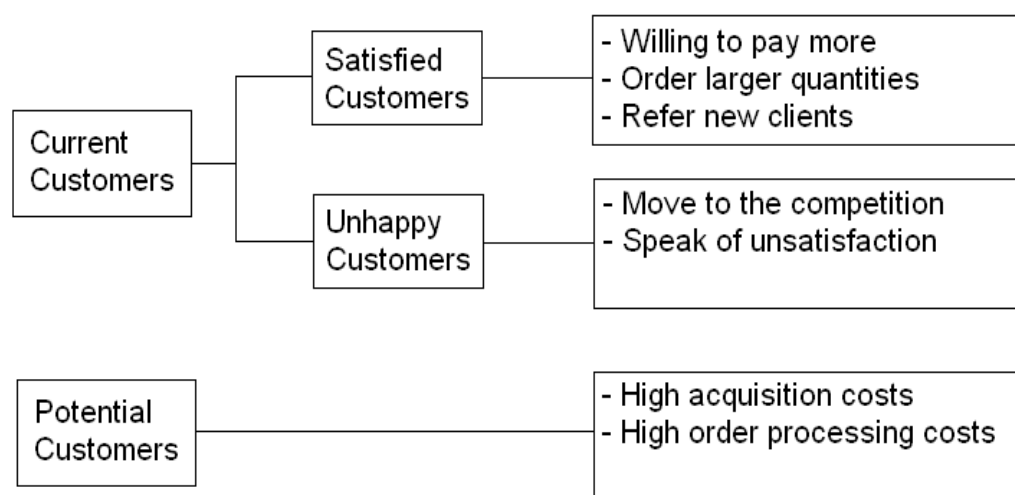 Satisfied
Customers
- Willing to pay more
- Order larger quantities
- Refer new clients
Current
Customers
Unhappy
Customers
- Move to the competition
- Speak of unsatisfaction
Potential
Customers
- High acquisition costs
- High order processing costs